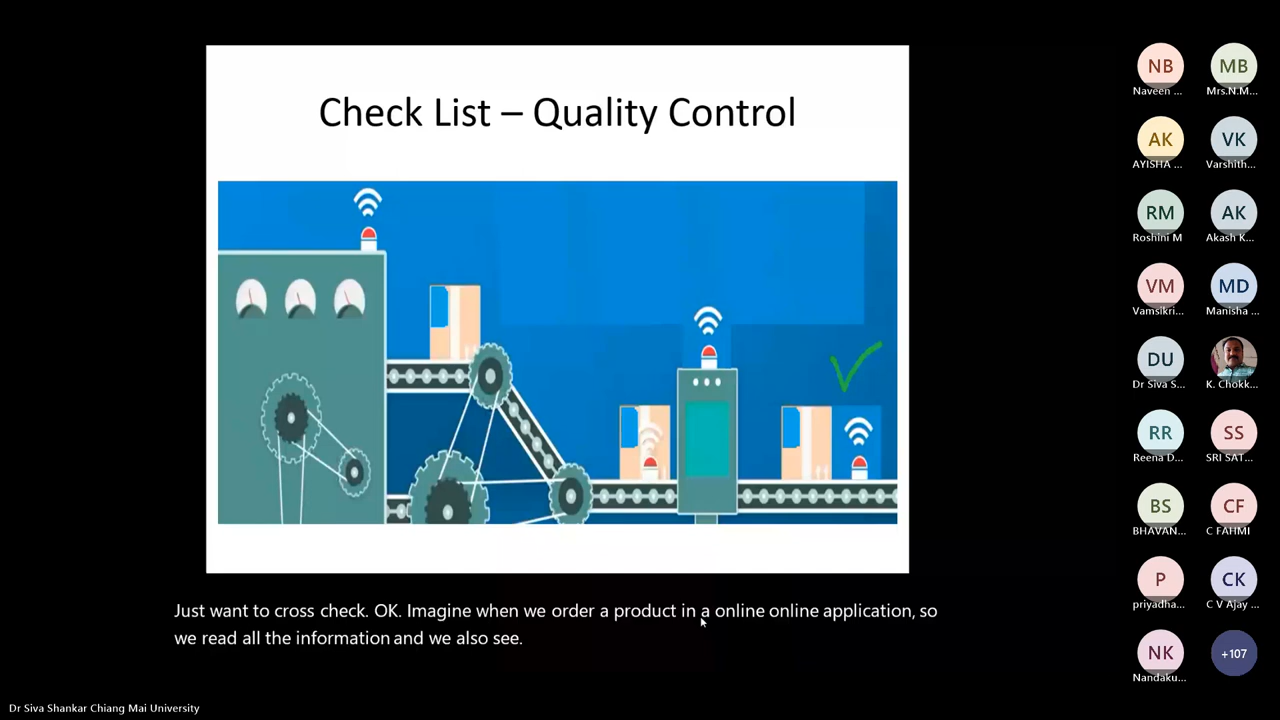 Check List – Quality Control
Just want to cross check. OK. Imagine when we order a product in a online online application, so
we read all the information and we also see.
Dr Siva Shankar Chiang Mai University
NB
MB
Naveen ...
Mrs.N.M...
AK
VK
AYISHA ...
Varshith...
RM
AK
Roshini M
Akash K...
VM
MD
Vamsikri...
Manisha ...
DU
Dr Siva S...
K. Chokk...
RR
SS
Reena D...
SRI SAT...
BS
CF
BHAVAN...
C FAHMI
P
CK
priyadha...
C V Ajay ...
NK
+107
Nandaku...